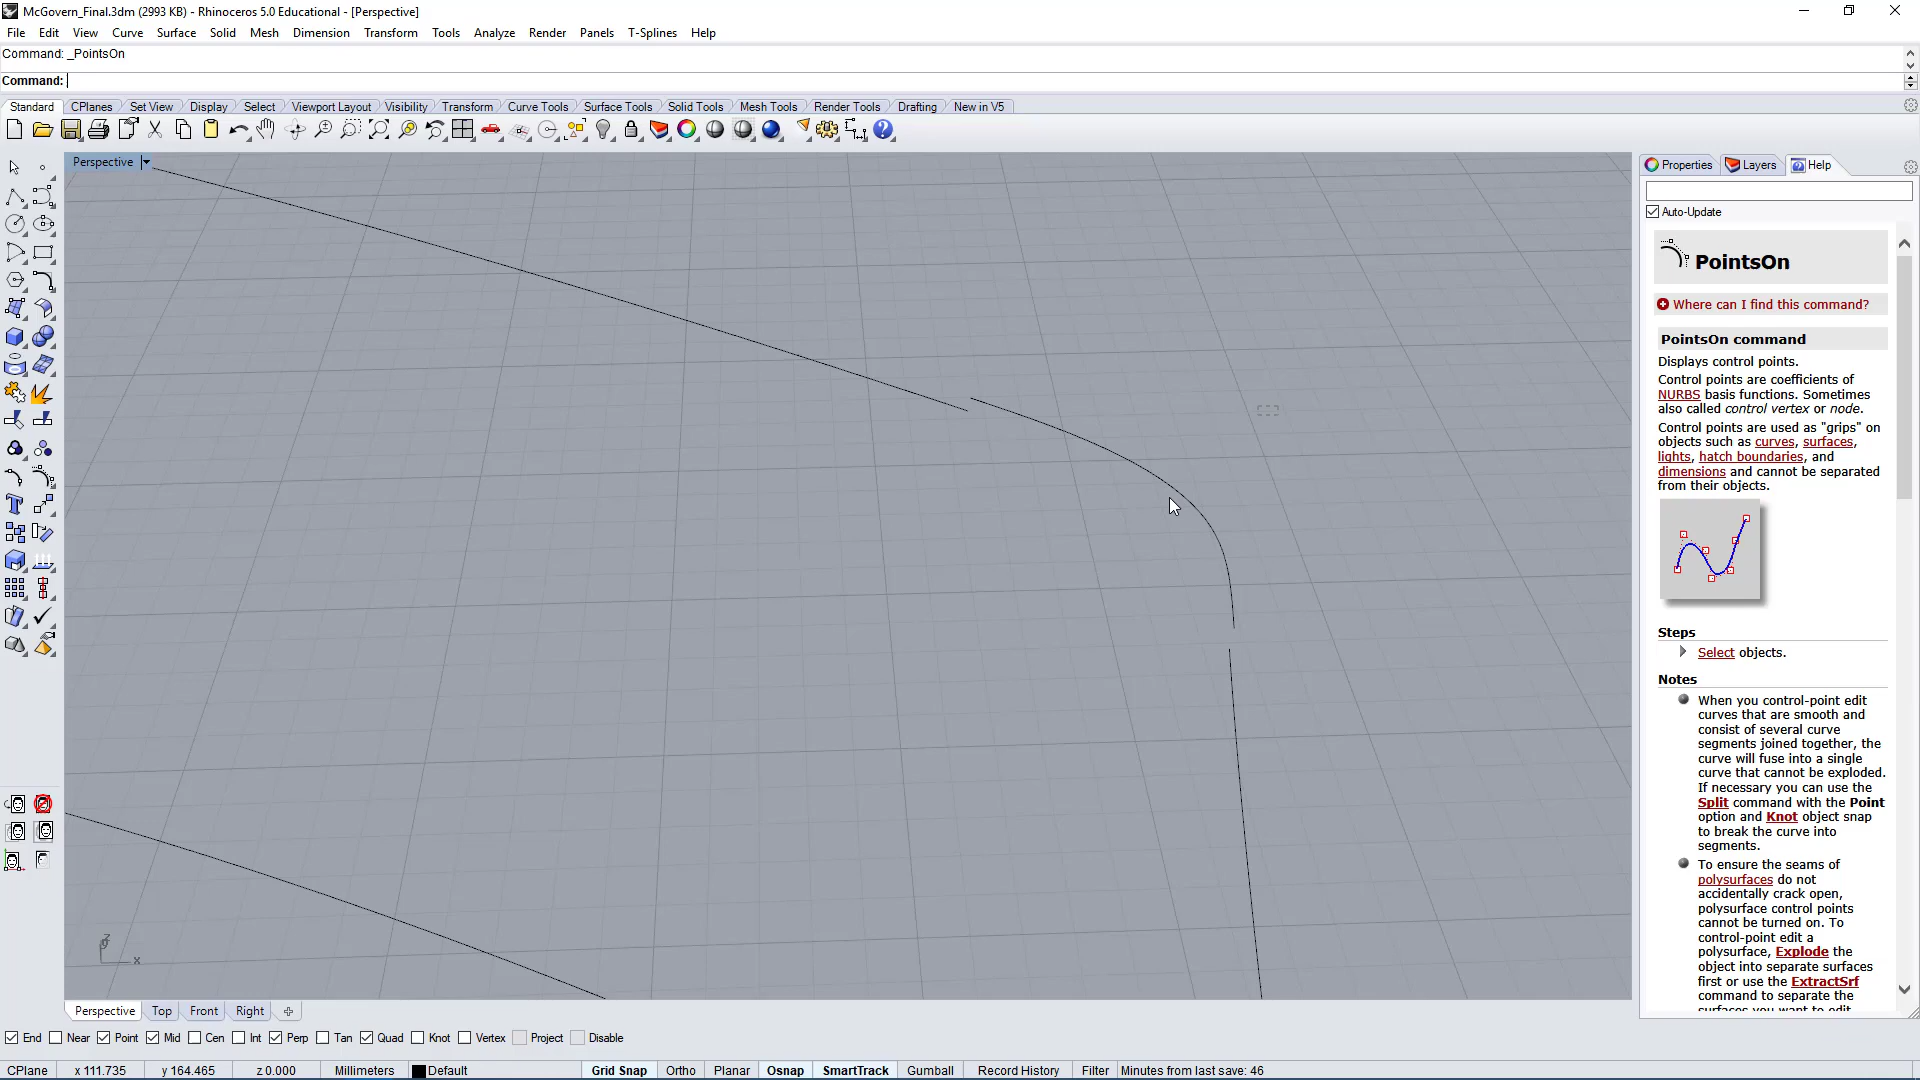 McGovern_Final.3dm (2993 KB) - Rhinoceros 5.0 Educational - [Perspective]
File Edit View Curve Surface Solid Mesh Dimension Transform Tools Analyze Render Panels T-Splines Help
Command: _PointsOn
Command:
Standard CPlanes Set View Display Select Viewport Layout Visibility Transform Curve Tools Surface Tools Solid Tools Mesh Tools Render Tools Drafting New in V5
Perspective
Properties Layers Help
Auto-Update
PointsOn
Where can I find this command?
PointsOn command
Displays control points.
Control points are coefficients of
NURBS basis functions. Sometimes
also called control vertex or node.
Control points are used as "grips" on
objects such as curves, surfaces,
lights, hatch boundaries, and
dimensions and cannot be separated
from their objects.
Steps
Select objects.
Notes
When you control-point edit
curves that are smooth and
consist of several curve
segments joined together, the
curve will fuse into a single
curve that cannot be exploded.
If necessary you can use the
Split command with the Point
option and Knot object snap
to break the curve into
segments.
To ensure the seams of
polysurfaces do not
accidentally crack open,
polysurface control points
cannot be turned on. To
control-point edit a
polysurface, Explode the
object into separate surfaces
first or use the ExtractSrf
command to separate the
surfaces you want to edit
x
Perspective Top Front Right
End Near Point Mid Cen Int Perp Tan Quad Knot Vertex Project Disable
CPlane x 111.735 y 164.465 z 0.000 Millimeters Default Grid Snap Ortho Planar Osnap SmartTrack Gumball Record History Filter Minutes from last save: 46